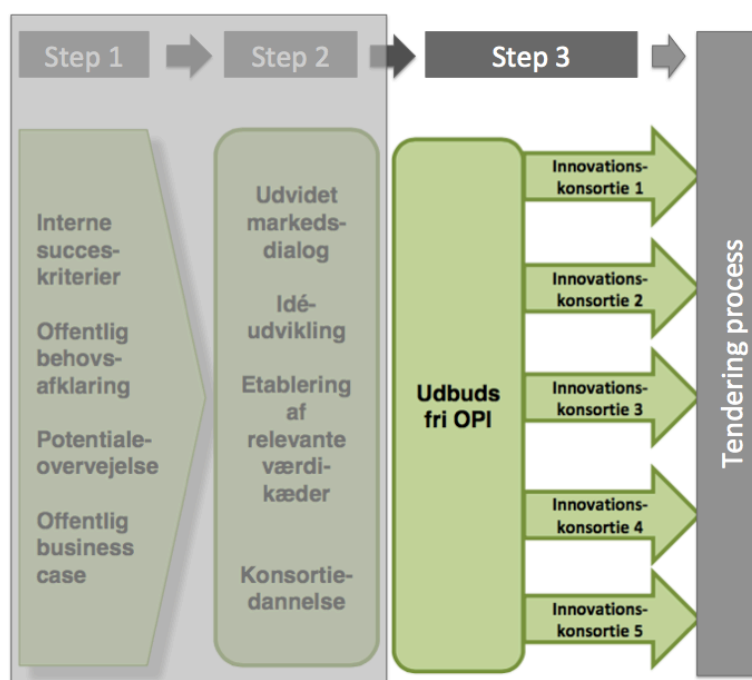 Step 1
Step 2
Step 3
Interne
succes-
kriterier
Offentlig
behovs-
afklaring
Potentiale-
overvejelse
Offentlig
business
case
Udvidet
markeds-
dialog
Idé-
udvikling
Etablering
af
relevante
værdi-
kæder
Konsortie-
dannelse
Udbuds
fri OPI
Innovations-
konsortie 1
Innovations-
konsortie 2
Innovations-
konsortie 3
Innovations-
konsortie 4
Innovations-
konsortie 5
Tendering process